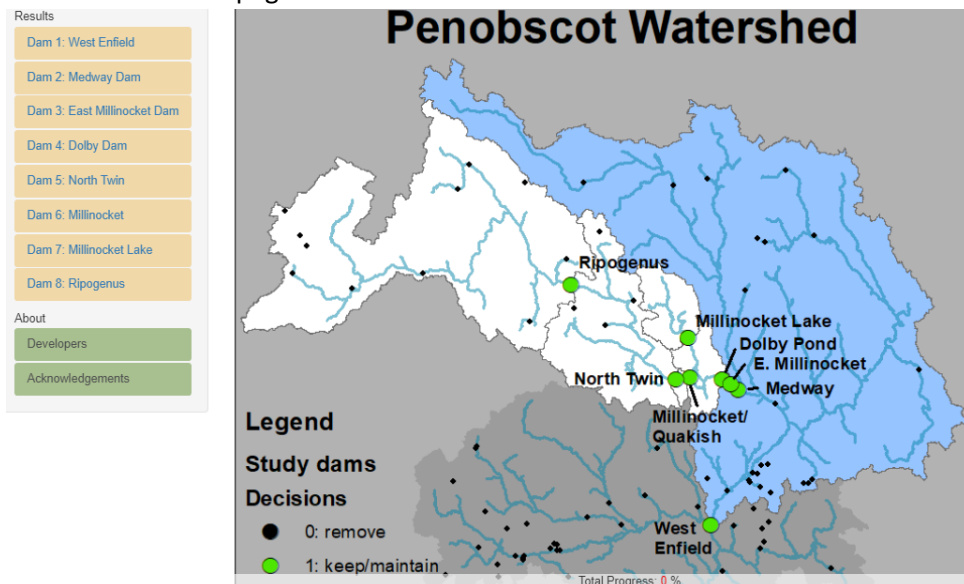 Results
Dam 1: West Enfield
Dam 2: Medway Dam
Dam 3: East Millinocket Dam
Dam 4: Dolby Dam
Dam 5: North Twin
Dam 6: Millinocket
Dam 7: Millinocket Lake
Dam 8: Ripogenus
About
Developers
Acknowledgements
Penobscot Watershed
Ripogenus
Millinocket Lake
Dolby Pond
E. Millinocket
North Twin
Medway
Millinocket/
Quakish
West
Enfield
Legend
Study dams
Decisions
0: remove
1: keep/maintain
Total Progress: 0 %